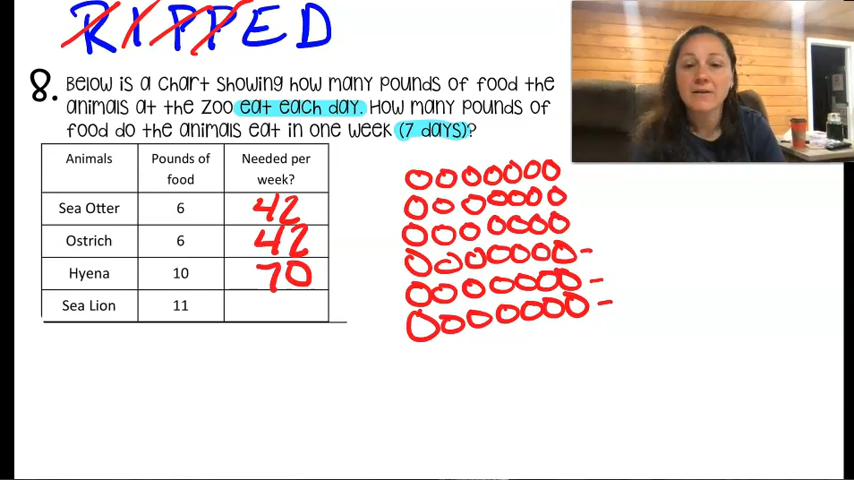 RIPPED
8. Below is a chart showing how many pounds of food the
animals at the zoo eat each day. How many pounds of
food do the animals eat in one week (7 days)?
Animals Pounds of food Needed per week?
Sea Otter 6 42
Ostrich 6 42
Hyena 10 70
Sea Lion 11